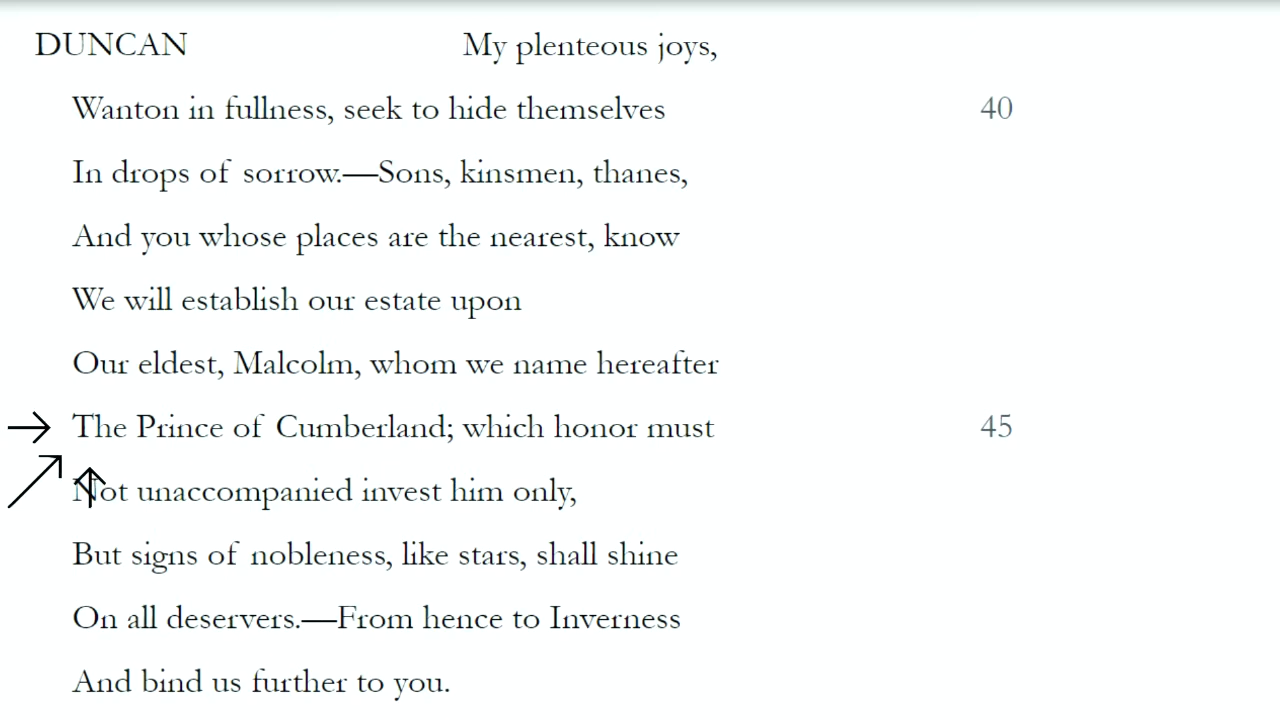 DUNCAN My plenteous joys,
Wanton in fullness, seek to hide themselves 40
In drops of sorrow.—Sons, kinsmen, thanes,
And you whose places are the nearest, know
We will establish our estate upon
Our eldest, Malcolm, whom we name hereafter
The Prince of Cumberland; which honor must 45
Not unaccompanied invest him only,
But signs of nobleness, like stars, shall shine
On all deservers.—From hence to Inverness
And bind us further to you.